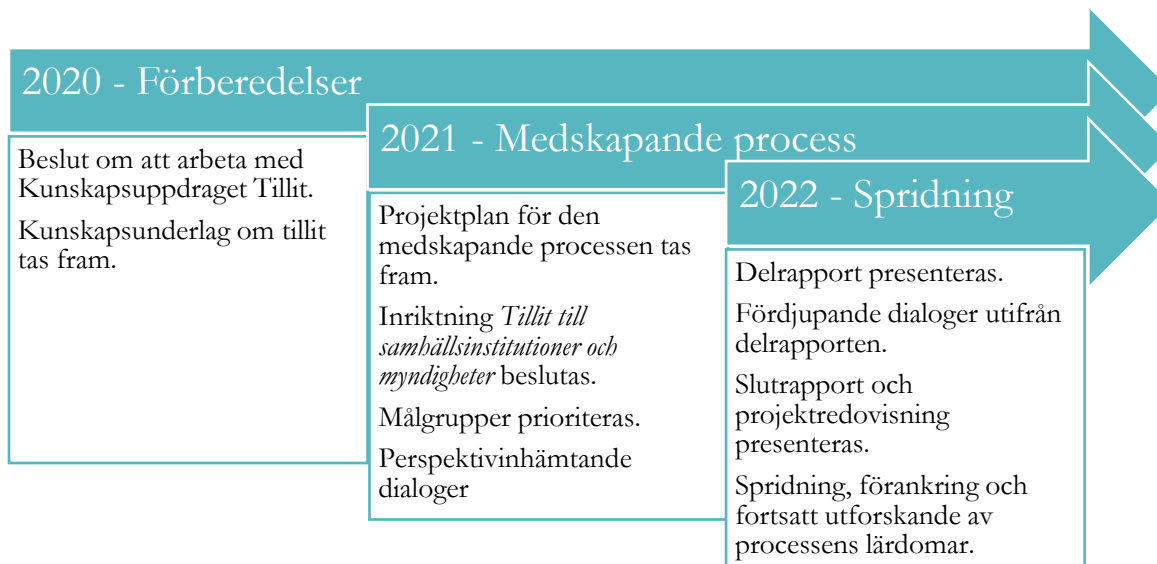 2020 - Förberedelser
Beslut om att arbeta med
Kunskapsuppdraget Tillit.
Kunskapsunderlag om tillit
tas fram.
2021 - Medskapande process
Projektplan för den
medskapande processen tas
fram.
Inriktning Tillit till
samhällsinstitutioner och
myndigheter beslutas.
Målgrupper prioriteras.
Perspektivinhämtande
dialoger
2022 - Spridning
Delrapport presenteras.
Fördjupande dialoger utifrån
delrapporten.
Slutrapport och
projektredovisning
presenteras.
Spridning, förankring och
fortsatt utforskande av
processens lärdomar.